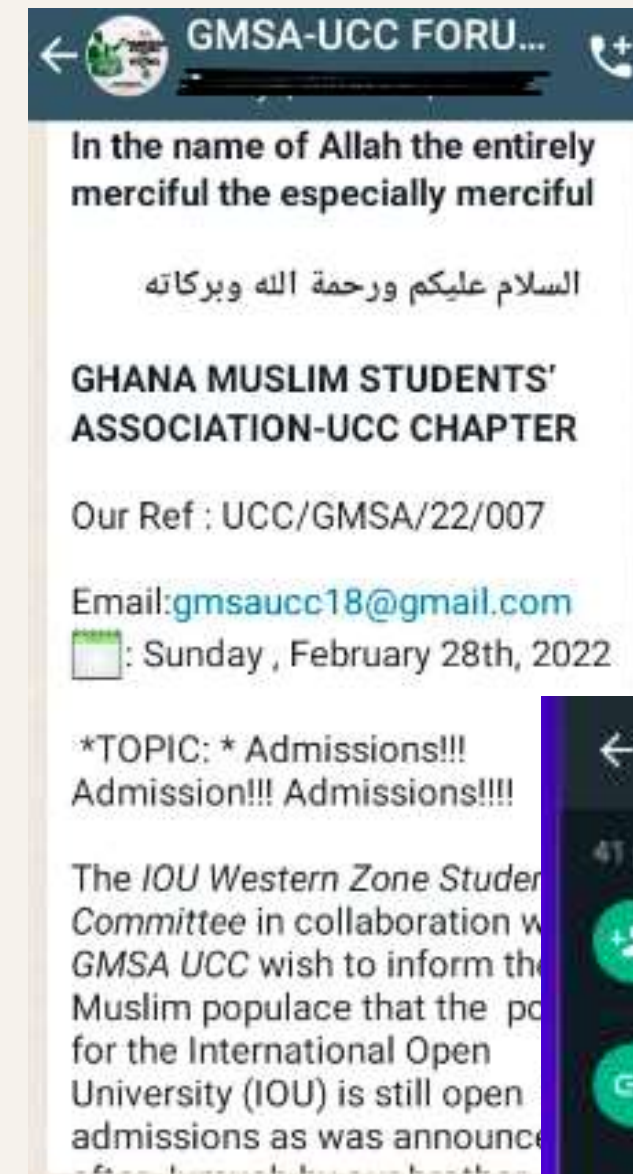 GMSA-UCC FORU...
In the name of Allah the entirely
merciful the especially merciful
السلام عليكم ورحمة الله وبركاته
GHANA MUSLIM STUDENTS'
ASSOCIATION-UCC CHAPTER
Our Ref : UCC/GMSA/22/007
Email:gmsaucc18@gmail.com
: Sunday , February 28th, 2022
*TOPIC: * Admissions!!!
Admission!!! Admissions!!!!
The IOU Western Zone Studen
Committee in collaboration w
GMSA UCC wish to inform the
Muslim populace that the po
for the International Open
University (IOU) is still open
admissions as was announce
41